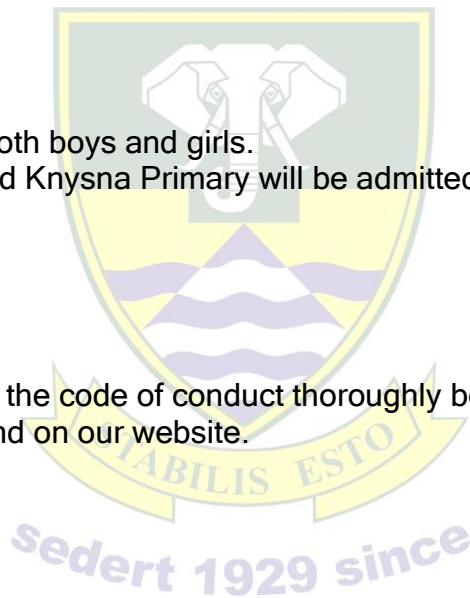 oth boys and girls.
d Knysna Primary will be admitted
the code of conduct thoroughly be
nd on our website.
STABILIS ESTO
sedert 1929 since